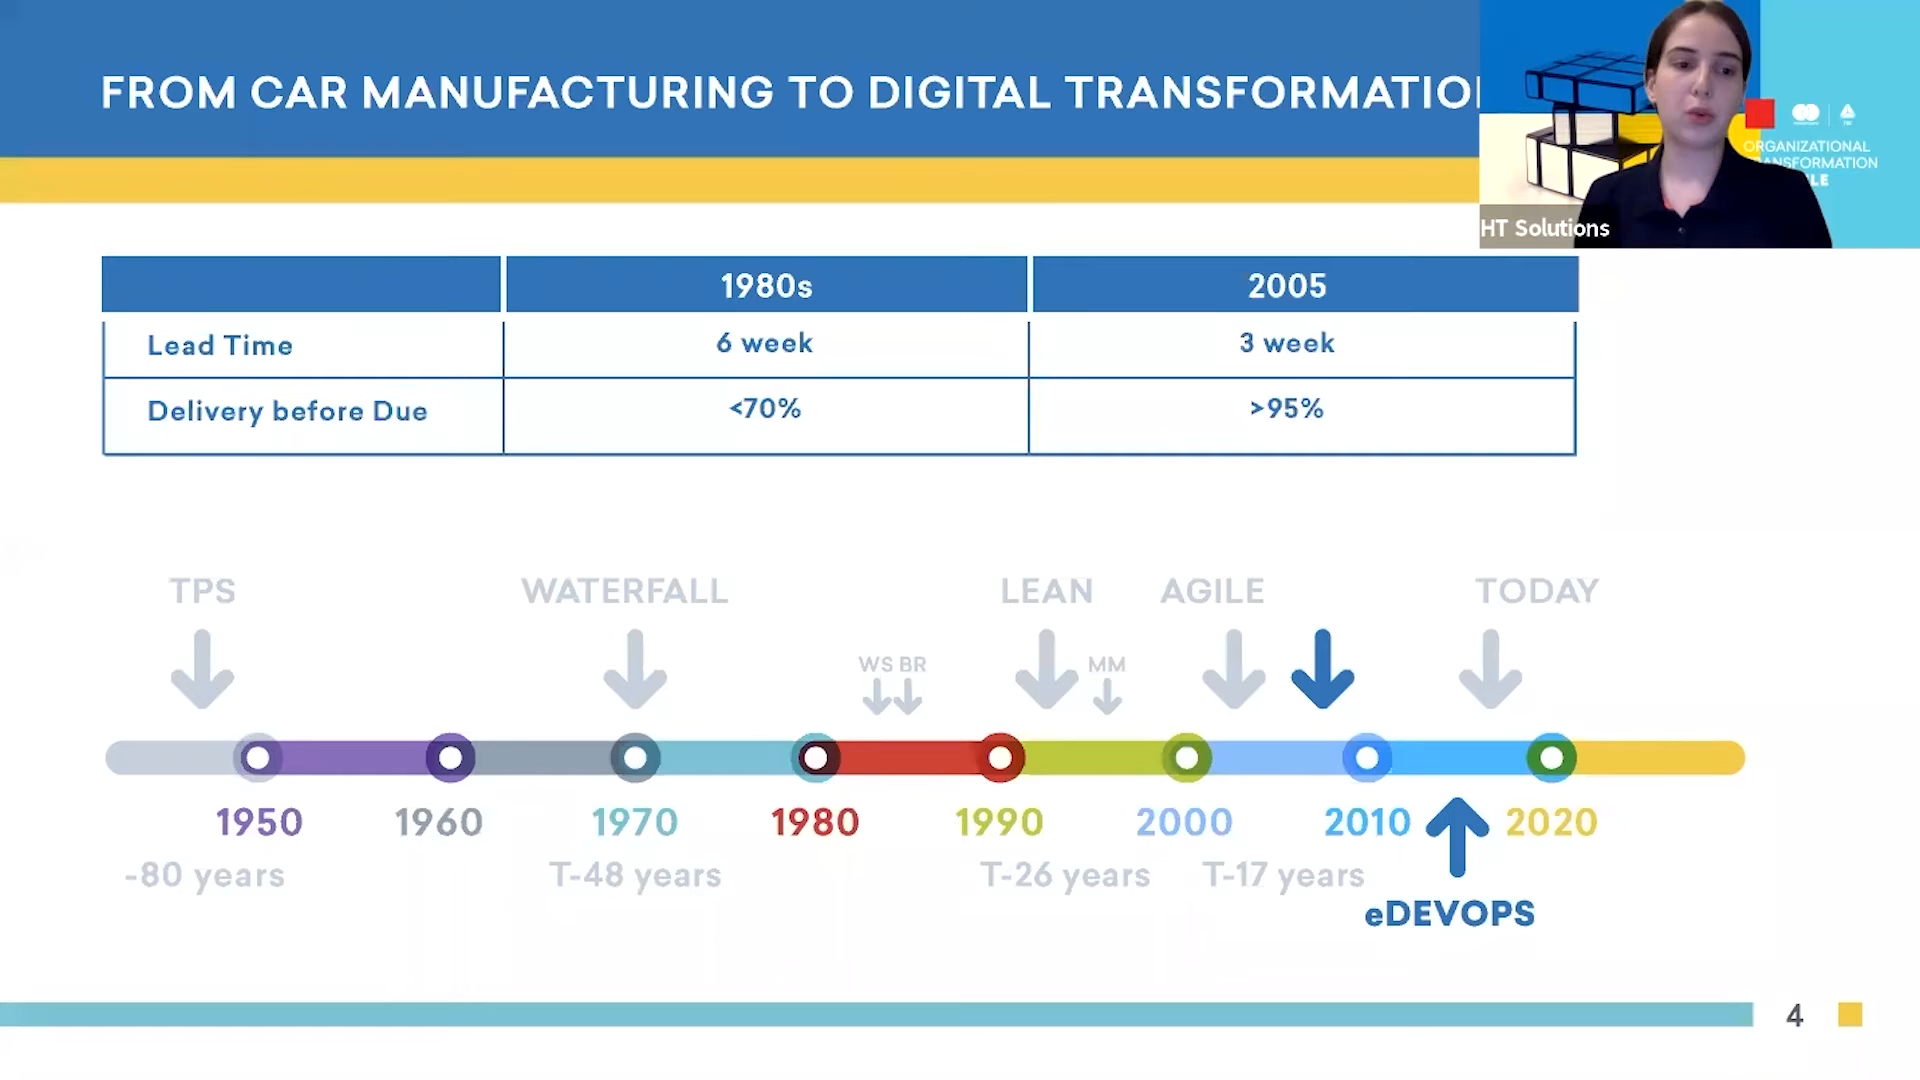 FROM CAR MANUFACTURING TO DIGITAL TRANSFORMATIO
ORGANIZATIONAL
HT Solutions
1980s 2005
Lead Time 6 week 3 week
Delivery before Due <70% >95%
TPS WATERFALL LEAN AGILE TODAY
WS BR MM
1950 1960 1970 1980 1990 2000 2010 2020
-80 years T-48 years T-26 years T-17 years
eDEVOPS
4